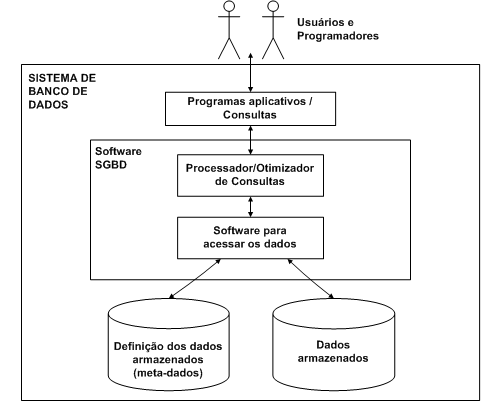 Usuários e
Programadores
SISTEMA DE
BANCO DE
DADOS
Programas aplicativos /
Consultas
Software
SGBD
Processador/Otimizador
de Consultas
Software para
acessar os dados
Definição dos dados
armazenados
(meta-dados)
Dados
armazenados